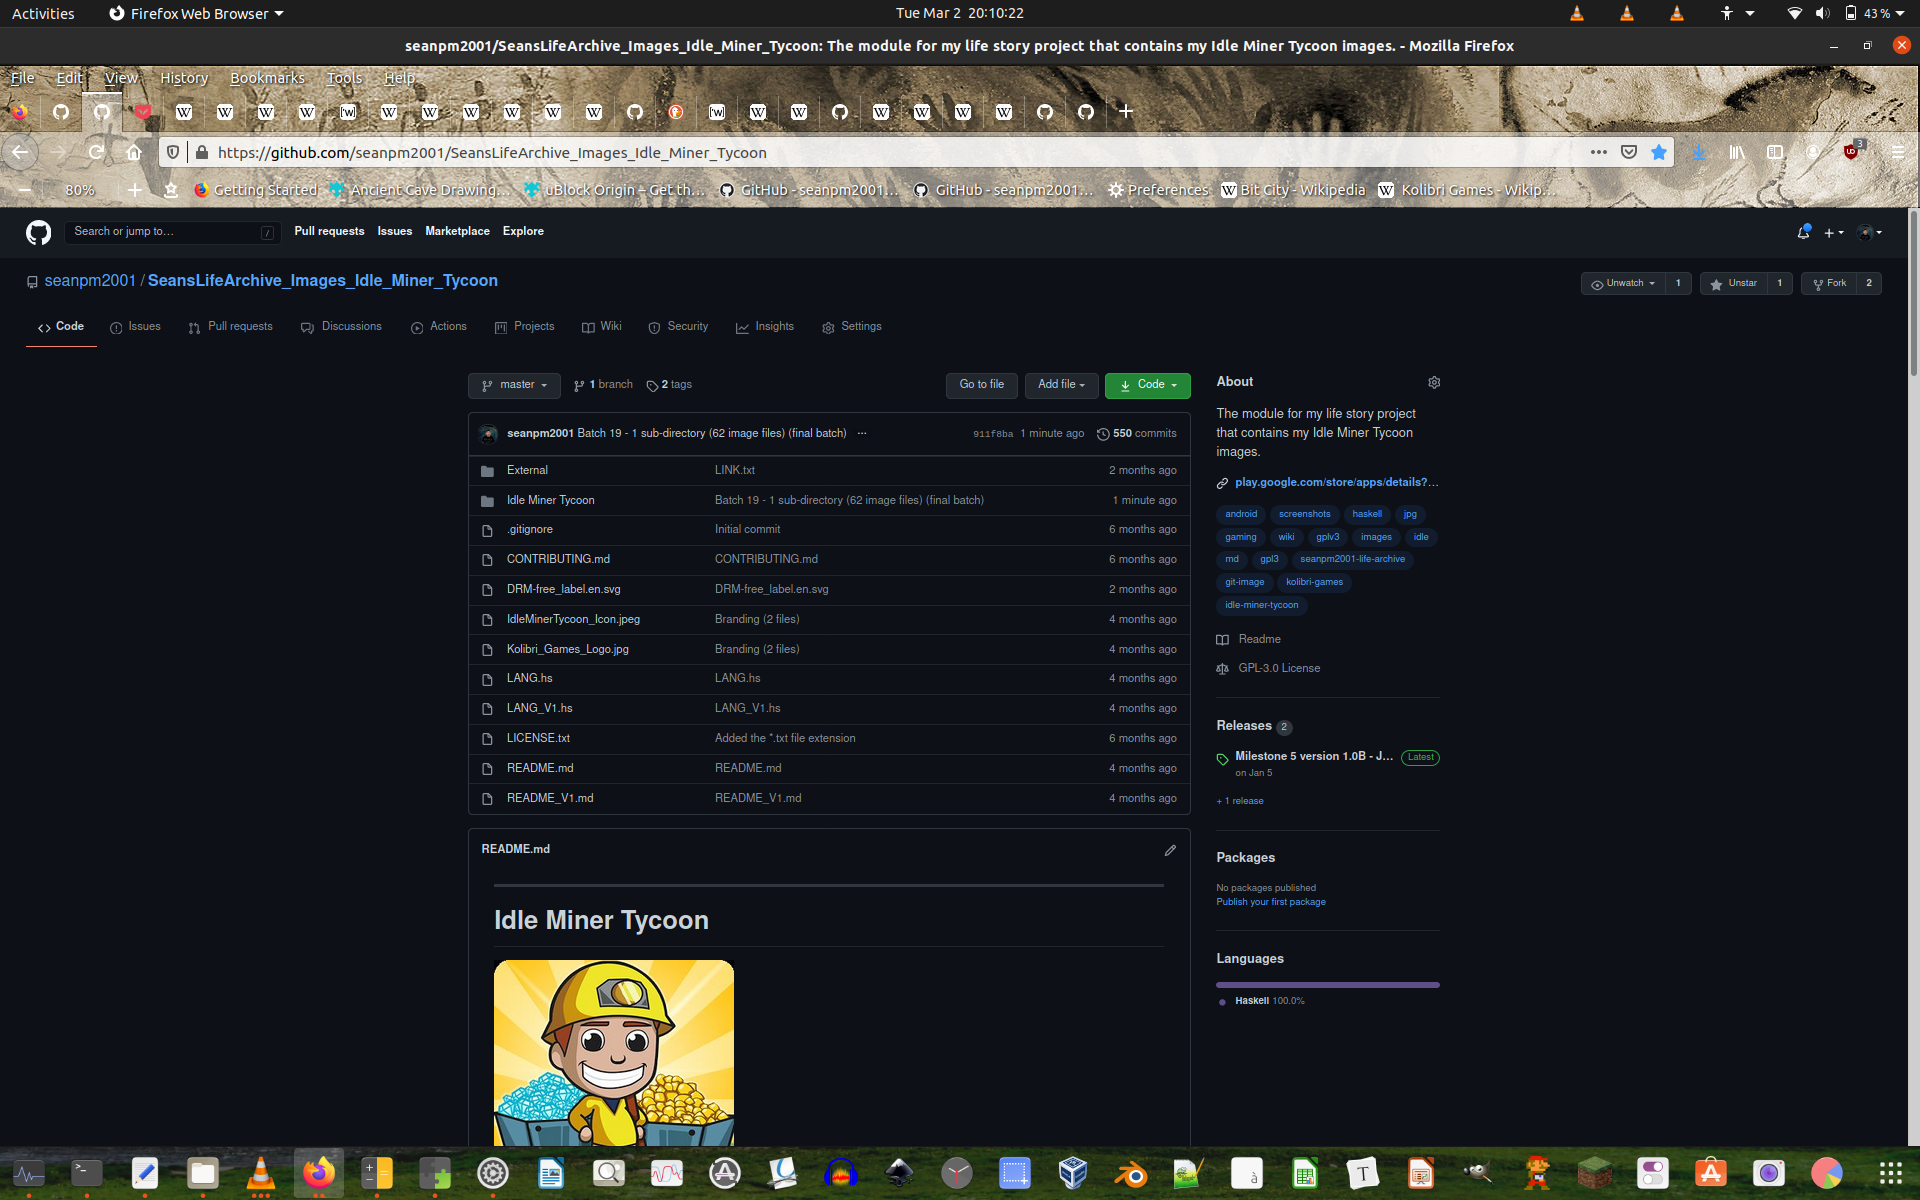 Activities
Firefox Web Browser
Tue Mar 2 20:10:22
43 %
seanpm2001/SeansLifeArchive_Images_Idle_Miner_Tycoon: The module for my life story project that contains my Idle Miner Tycoon images. - Mozilla Firefox
File Edit View History Bookmarks Tools Help
https://github.com/seanpm2001/SeansLifeArchive_Images_Idle_Miner_Tycoon
3
80%
Getting Started
Ancient Cave Drawing…
uBlock Origin – Get th…
GitHub - seanpm2001…
GitHub - seanpm2001…
Preferences
Bit City - Wikipedia
Kolibri Games - Wikip…
Search or jump to…
/
Pull requests Issues Marketplace Explore
seanpm2001 / SeansLifeArchive_Images_Idle_Miner_Tycoon
Unwatch 1
Unstar 1
Fork 2
Code
Issues
Pull requests
Discussions
Actions
Projects
Wiki
Security
Insights
Settings
master
1 branch
2 tags
Go to file
Add file
Code
seanpm2001 Batch 19 - 1 sub-directory (62 image files) (final batch) ... 911f8ba 1 minute ago 550 commits
External LINK.txt 2 months ago
Idle Miner Tycoon Batch 19 - 1 sub-directory (62 image files) (final batch) 1 minute ago
.gitignore Initial commit 6 months ago
CONTRIBUTING.md CONTRIBUTING.md 6 months ago
DRM-free_label.en.svg DRM-free_label.en.svg 2 months ago
IdleMinerTycoon_Icon.jpeg Branding (2 files) 4 months ago
Kolibri_Games_Logo.jpg Branding (2 files) 4 months ago
LANG.hs LANG.hs 4 months ago
LANG_V1.hs LANG_V1.hs 4 months ago
LICENSE.txt Added the *.txt file extension 6 months ago
README.md README.md 4 months ago
README_V1.md README_V1.md 4 months ago
README.md
Idle Miner Tycoon
About
The module for my life story project
that contains my Idle Miner Tycoon
images.
play.google.com/store/apps/details?…
android screenshots haskell jpg
gaming wiki gplv3 images idle
md gpl3 seanpm2001-life-archive
git-image kolibri-games
idle-miner-tycoon
Readme
GPL-3.0 License
Releases 2
Milestone 5 version 1.0B - J… Latest
on Jan 5
+ 1 release
Packages
No packages published
Publish your first package
Languages
Haskell 100.0%